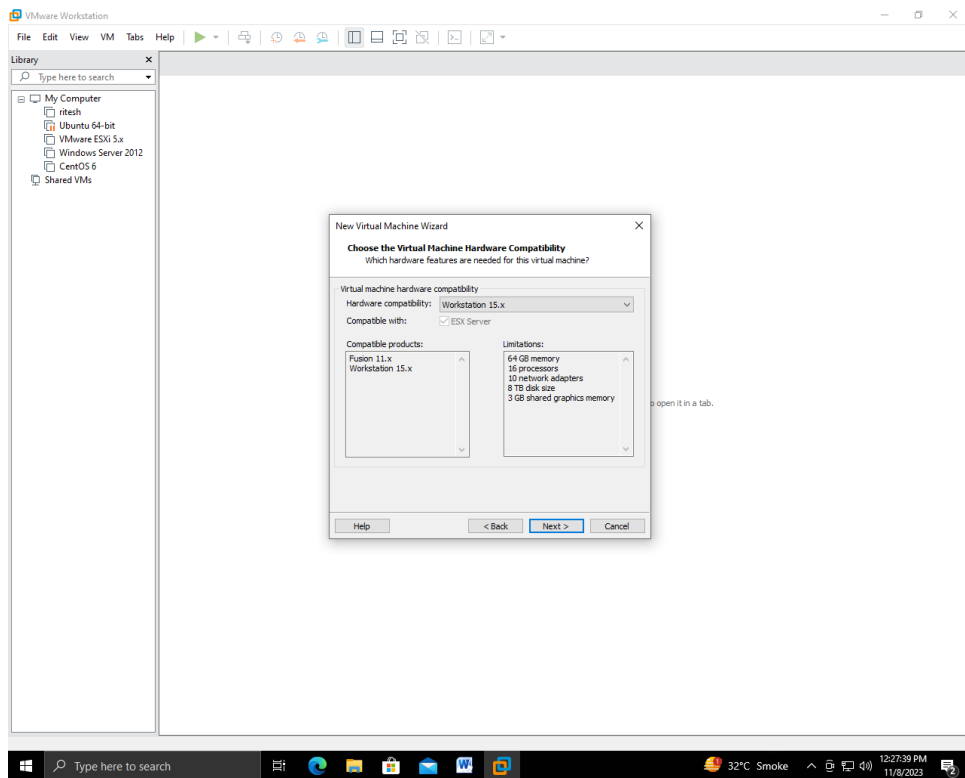 VMware Workstation
File Edit View VM Tabs Help
Library
Type here to search
My Computer
ritesh
Ubuntu 64-bit
VMware ESXi 5.x
Windows Server 2012
CentOS 6
Shared VMs
New Virtual Machine Wizard
Choose the Virtual Machine Hardware Compatibility
Which hardware features are needed for this virtual machine?
Virtual machine hardware compatibility
Hardware compatibility: Workstation 15.x
Compatible with: ESX Server
Compatible products: Limitations:
Fusion 11.x
Workstation 15.x
64 GB memory
16 processors
10 network adapters
8 TB disk size
3 GB shared graphics memory
o open it in a tab.
Help < Back Next > Cancel
Type here to search
W
1
32°C Smoke
12:27:39 PM
11/8/2023
2